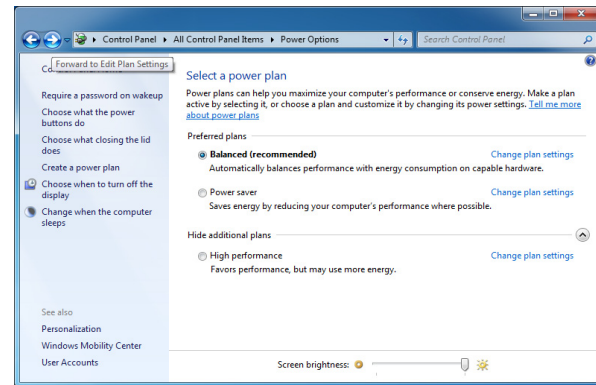 Control Panel ▸ All Control Panel Items ▸ Power Options
Search Control Panel
Forward to Edit Plan Settings
Require a password on wakeup
Choose what the power
buttons do
Choose what closing the lid
does
Create a power plan
Choose when to turn off the
display
Change when the computer
sleeps
See also
Personalization
Windows Mobility Center
User Accounts
Select a power plan
Power plans can help you maximize your computer's performance or conserve energy. Make a plan
active by selecting it, or choose a plan and customize it by changing its power settings. Tell me more
about power plans
Preferred plans
Balanced (recommended) Change plan settings
Automatically balances performance with energy consumption on capable hardware.
Power saver Change plan settings
Saves energy by reducing your computer's performance where possible.
Hide additional plans
High performance Change plan settings
Favors performance, but may use more energy.
Screen brightness: